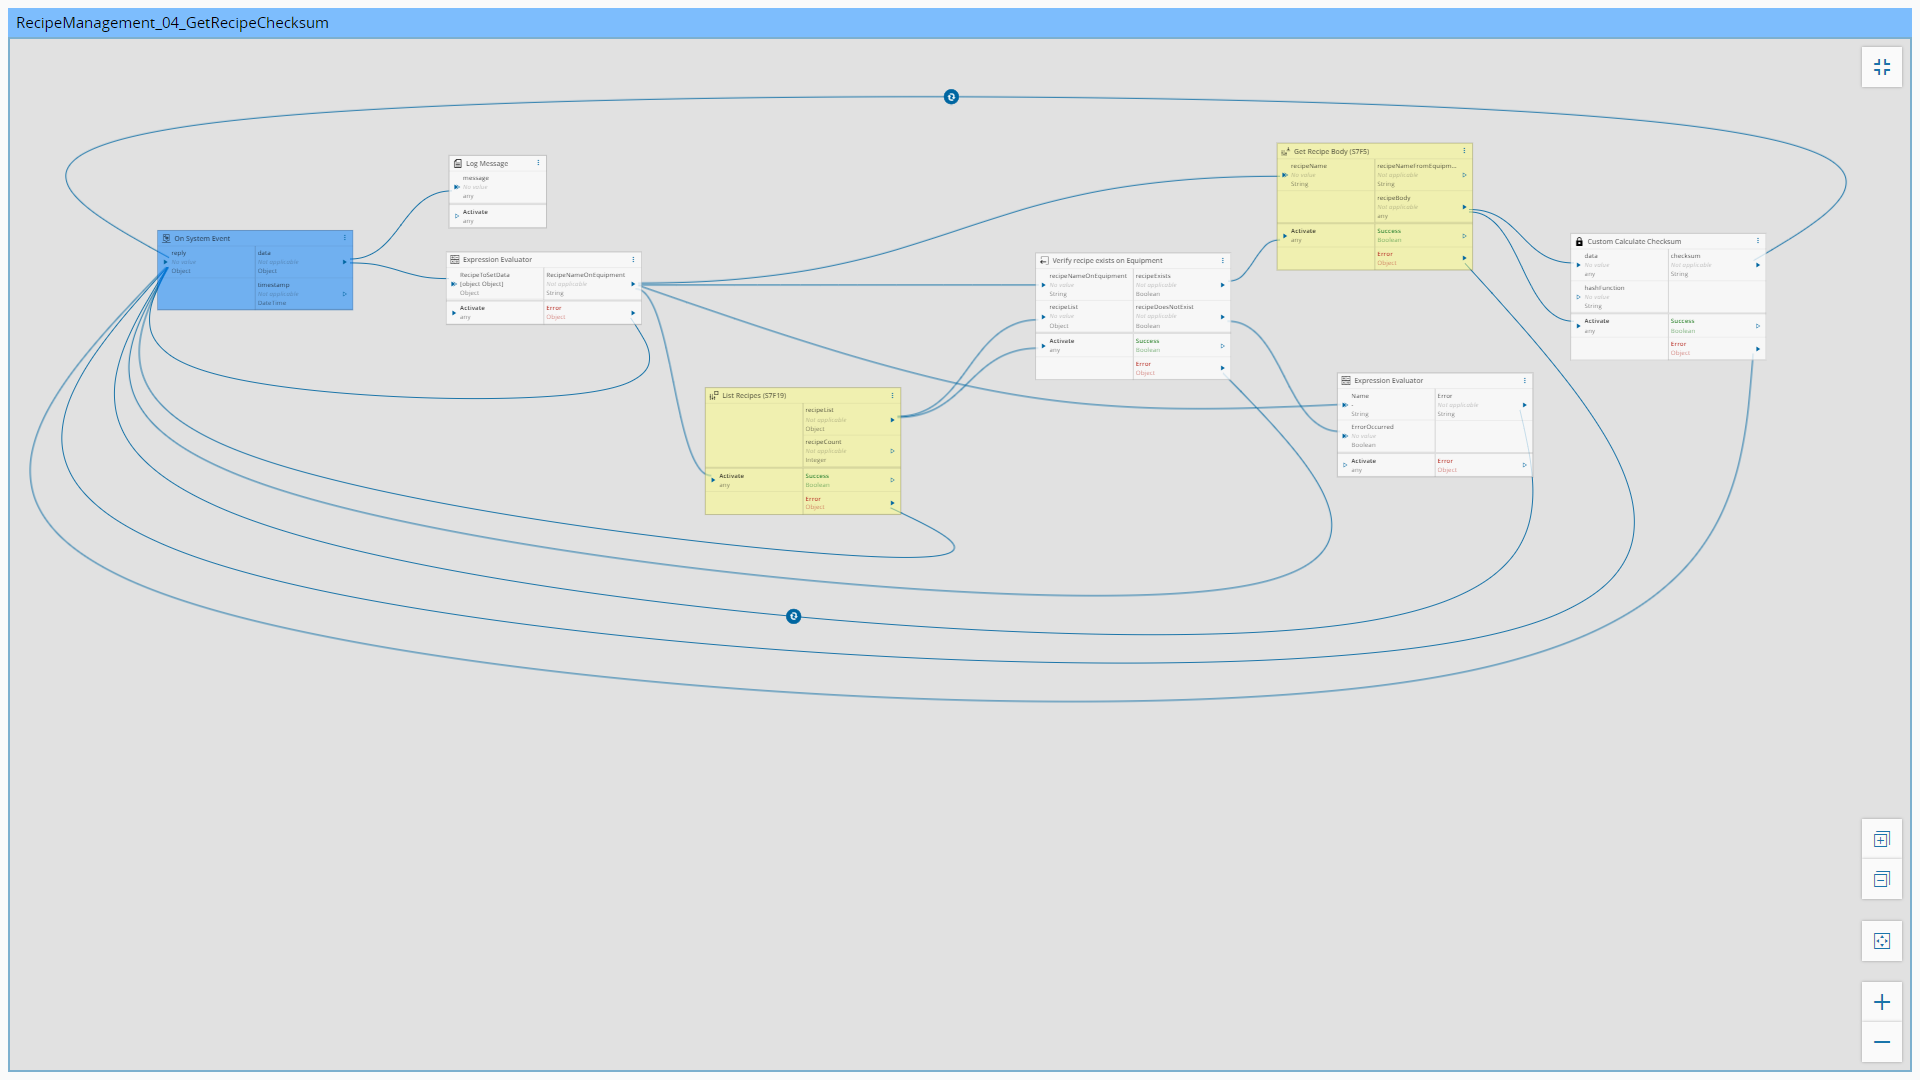 RecipeManagement_04_GetRecipeChecksum
Log Message
message
No value
any
Activate
any
On System Event
reply
No value
Object
data
Not applicable
Object
timestamp
Not applicable
DateTime
Expression Evaluator
RecipeToSetData
[object Object]
Object
RecipeNameOnEquipment
Not applicable
String
Activate
any
Error
Object
List Recipes (S7F19)
recipeList
Not applicable
Object
recipeCount
Not applicable
Integer
Activate
any
Success
Boolean
Error
Object
Verify recipe exists on Equipment
recipeNameOnEquipment
No value
String
recipeExists
Not applicable
Boolean
recipeList
No value
Object
recipeDoesNotExist
Not applicable
Boolean
Activate
any
Success
Boolean
Error
Object
Get Recipe Body (S7F5)
recipeName
No value
String
recipeNameFromEquipm...
Not applicable
String
recipeBody
Not applicable
any
Activate
any
Success
Boolean
Error
Object
Expression Evaluator
Name
-
String
Error
Not applicable
String
ErrorOccurred
No value
Boolean
Activate
any
Error
Object
Custom Calculate Checksum
data
No value
any
checksum
Not applicable
String
hashFunction
No value
String
Activate
any
Success
Boolean
Error
Object